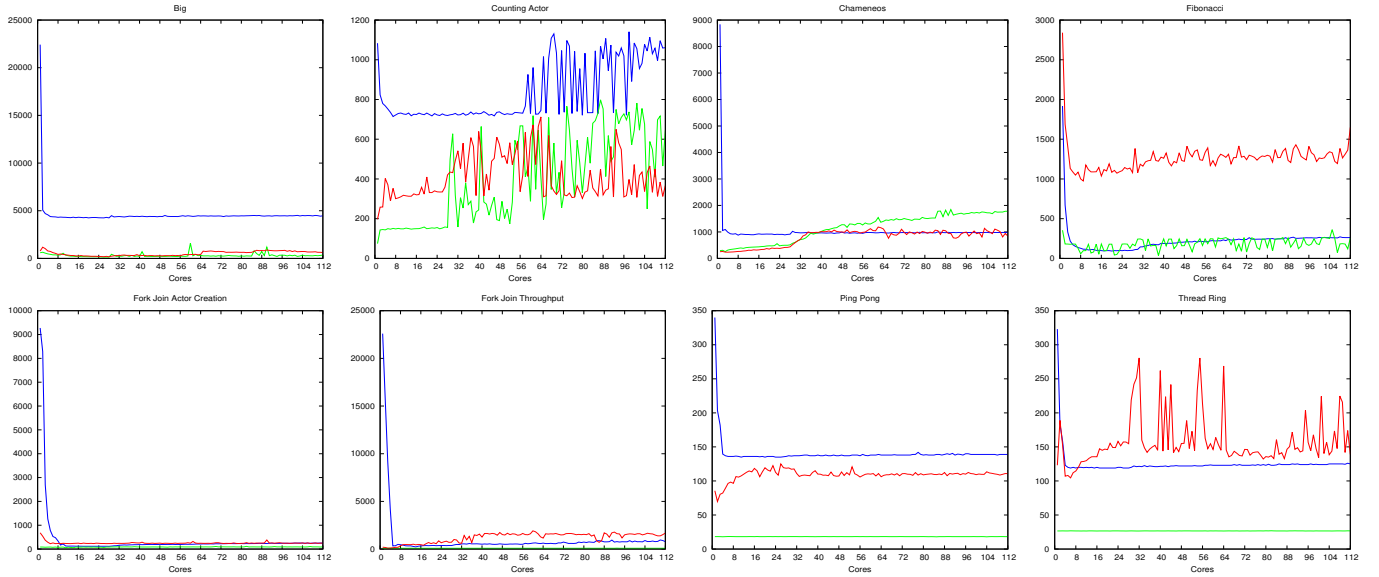 Big
25000
20000
15000
10000
5000
0
0 8 16 24 32 40 48 56 64 72 80 88 96 104 112
Cores
Counting Actor
1200
1000
800
600
400
200
0
0 8 16 24 32 40 48 56 64 72 80 88 96 104 112
Cores
Chameneos
9000
8000
7000
6000
5000
4000
3000
2000
1000
0
0 8 16 24 32 40 48 56 64 72 80 88 96 104 112
Cores
Fibonacci
3000
2500
2000
1500
1000
500
0
0 8 16 24 32 40 48 56 64 72 80 88 96 104 112
Cores
Fork Join Actor Creation
10000
9000
8000
7000
6000
5000
4000
3000
2000
1000
0
0 8 16 24 32 40 48 56 64 72 80 88 96 104 112
Cores
Fork Join Throughput
25000
20000
15000
10000
5000
0
0 8 16 24 32 40 48 56 64 72 80 88 96 104 112
Cores
Ping Pong
350
300
250
200
150
100
50
0
0 8 16 24 32 40 48 56 64 72 80 88 96 104 112
Cores
Thread Ring
350
300
250
200
150
100
50
0
0 8 16 24 32 40 48 56 64 72 80 88 96 104 112
Cores